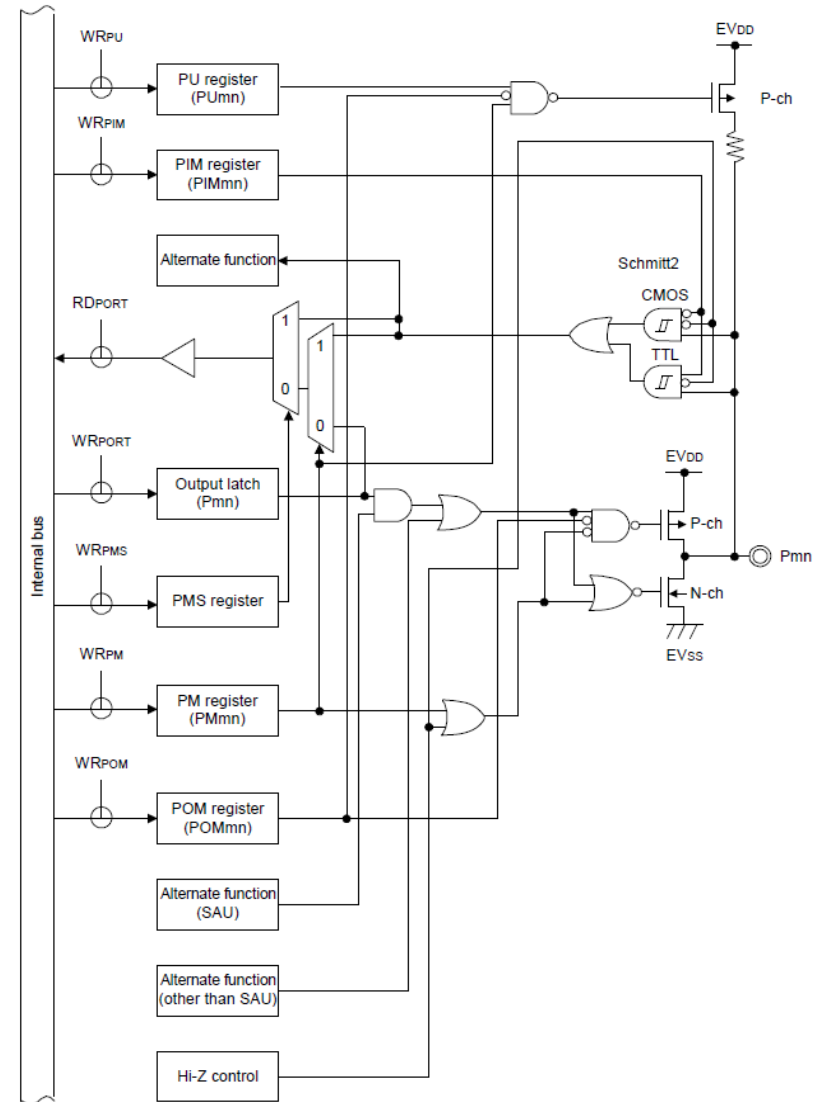 WRPU
PU register
(PUmn)
EVDD
P-ch
WRPIM
PIM register
(PIMmn)
Alternate function
Schmitt2
CMOS
RDPORT
1
1
TTL
0
0
WRPORT
Output latch
(Pmn)
EVDD
P-ch
Pmn
Internal bus
WRPMS
PMS register
N-ch
EVSS
WRPM
PM register
(PMmn)
WRPOM
POM register
(POMmn)
Alternate function
(SAU)
Alternate function
(other than SAU)
Hi-Z control